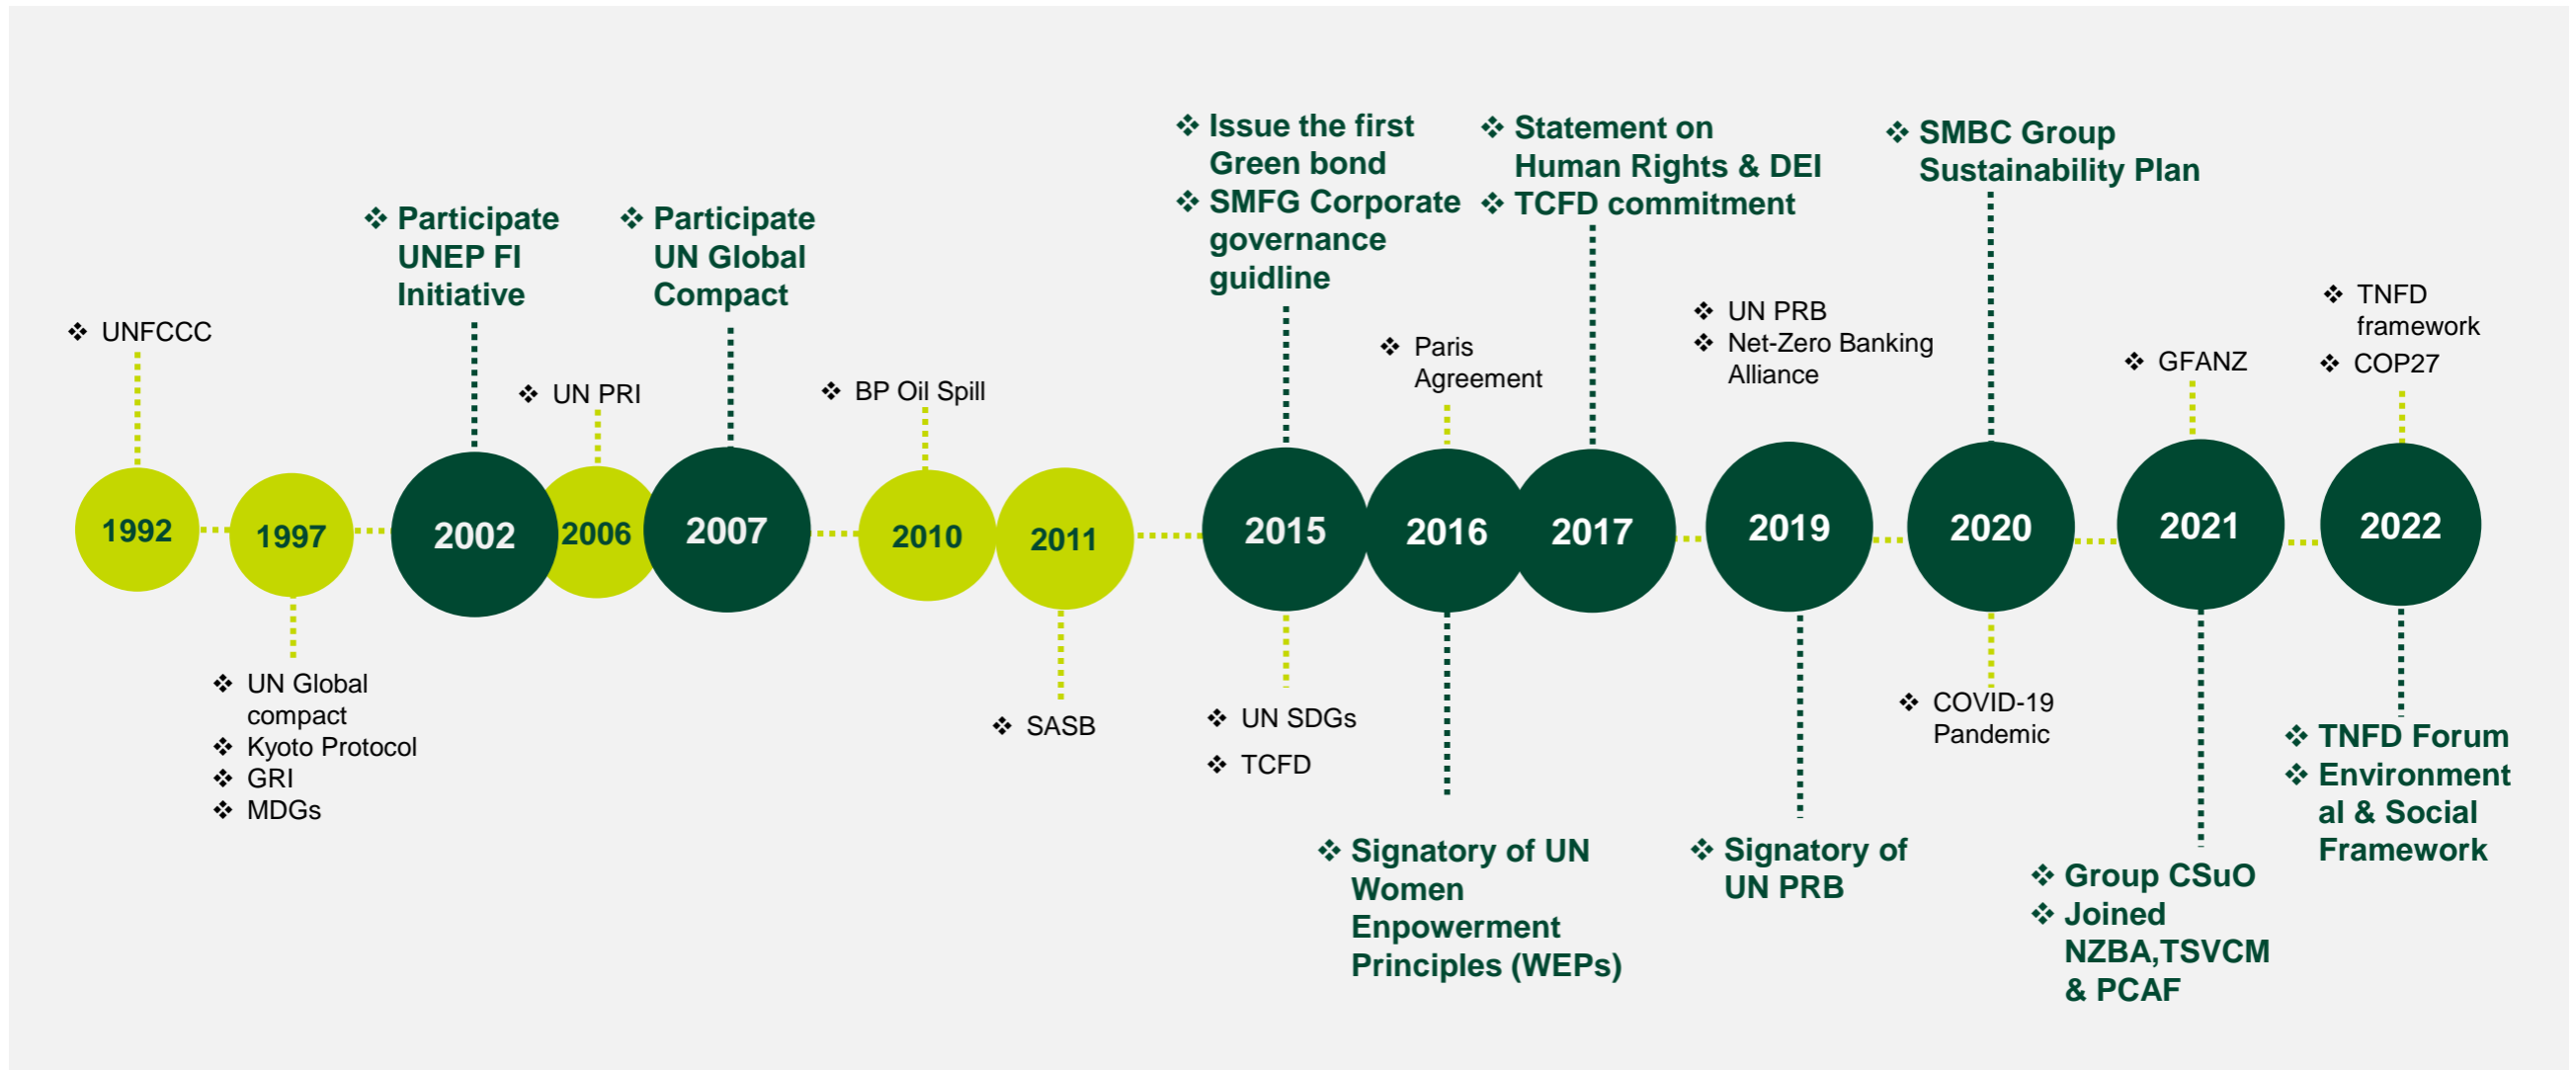 ❖ UNFCCC
1992
1997
❖ UN Global
compact
❖ Kyoto Protocol
❖ GRI
❖ MDGs
❖ Participate
UNEP FI
Initiative
2002
❖ UN PRI
2006
❖ Participate
UN Global
Compact
2007
❖ BP Oil Spill
2010
2011
❖ SASB
❖ Issue the first
Green bond
❖ SMFG Corporate
governance
guidline
2015
❖ UN SDGs
❖ TCFD
❖ Paris
Agreement
2016
❖ Signatory of UN
Women
Enpowerment
Principles (WEPs)
❖ Statement on
Human Rights & DEI
❖ TCFD commitment
2017
❖ UN PRB
❖ Net-Zero Banking
Alliance
2019
❖ Signatory of
UN PRB
❖ SMBC Group
Sustainability Plan
2020
❖ COVID-19
Pandemic
❖ GFANZ
2021
❖ Group CSuO
❖ Joined
NZBA,TSVCM
& PCAF
❖ TNFD
framework
❖ COP27
2022
❖ TNFD Forum
❖ Environment
al & Social
Framework